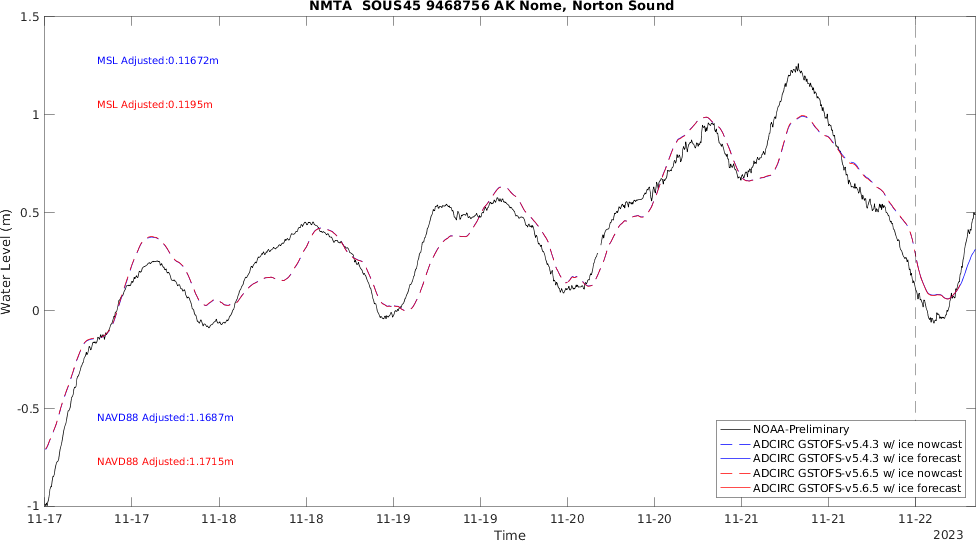 NMTA SOUS45 9468756 AK Nome, Norton Sound
1.5
MSL Adjusted:0.11672m
MSL Adjusted:0.1195m
1
0.5
Water Level (m)
0
-0.5
NAVD88 Adjusted:1.1687m
NAVD88 Adjusted:1.1715m
NOAA-Preliminary
ADCIRC GSTOFS-v5.4.3 w/ ice nowcast
ADCIRC GSTOFS-v5.4.3 w/ ice forecast
ADCIRC GSTOFS-v5.6.5 w/ ice nowcast
ADCIRC GSTOFS-v5.6.5 w/ ice forecast
-1
11-17 11-17 11-18 11-18 11-19 11-19 11-20 11-20 11-21 11-21 11-22
Time
2023